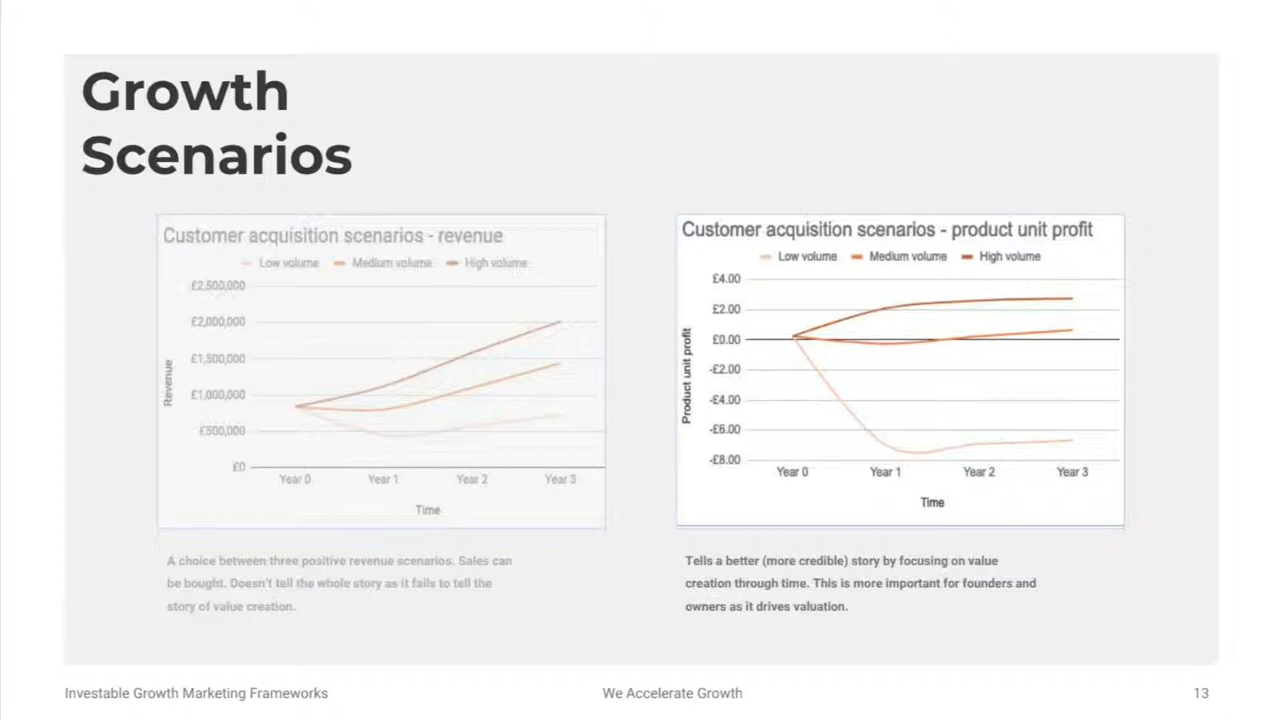 Growth
Scenarios
Customer acquisition scenarios - revenue
Low volume Medium volume High volume
£2,500,000
£2,000,000
£1,500,000
£1,000,000
£500,000
£0
Revenue
Year 0 Year 1 Year 2 Year 3
Time
A choice between three positive revenue scenarios. Sales can
be bought. Doesn't tell the whole story as it fails to tell the
story of value creation.
Customer acquisition scenarios - product unit profit
Low volume Medium volume High volume
£4.00
£2.00
£0.00
-£2.00
-£4.00
-£6.00
-£8.00
Product unit profit
Year 0 Year 1 Year 2 Year 3
Time
Tells a better (more credible) story by focusing on value
creation through time. This is more important for founders and
owners as it drives valuation.
Investable Growth Marketing Frameworks
We Accelerate Growth
13